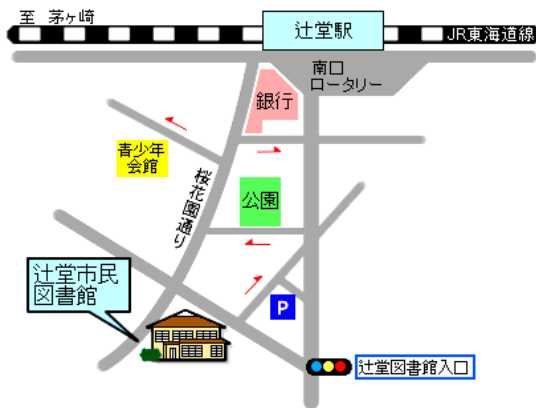 至 茅ヶ崎
辻堂駅
JR東海道線
南口
ロータリー
銀行
青少年
会館
桜花園通り
公園
辻堂市民
図書館
P
辻堂図書館入口